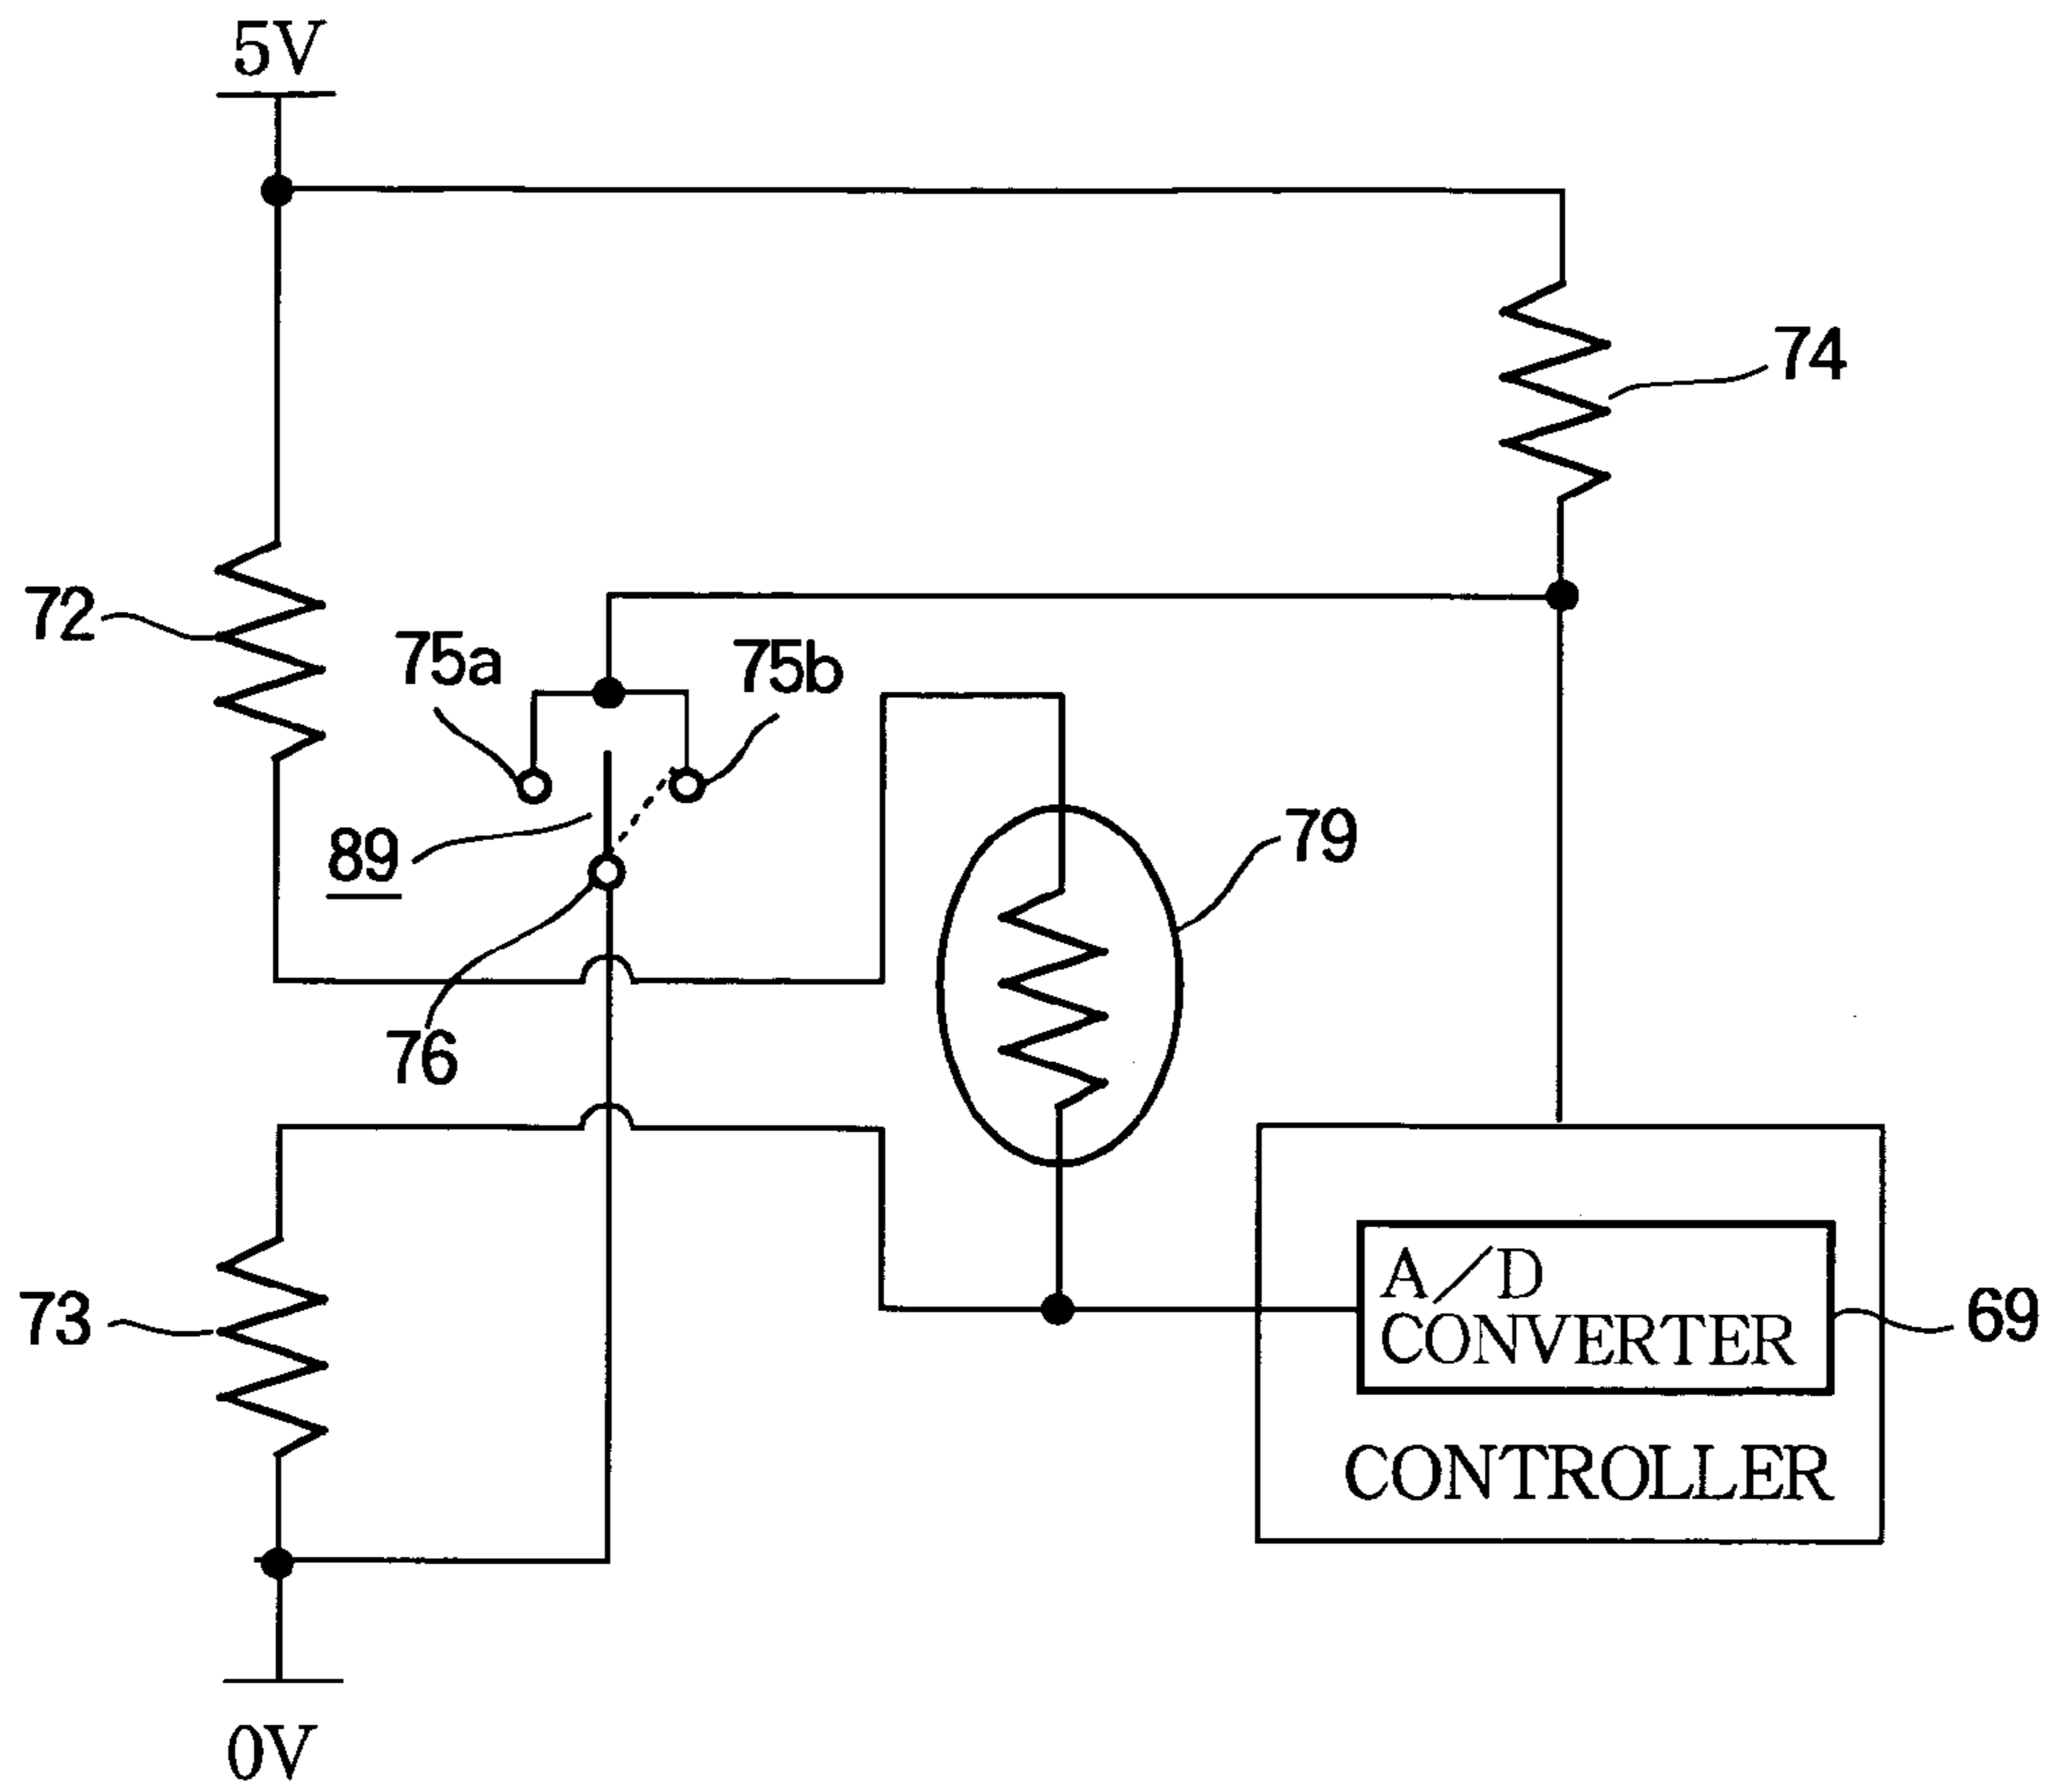 5V
74
72
75a
75b
79
89
76
A/D
CONVERTER
73
69
CONTROLLER
0V